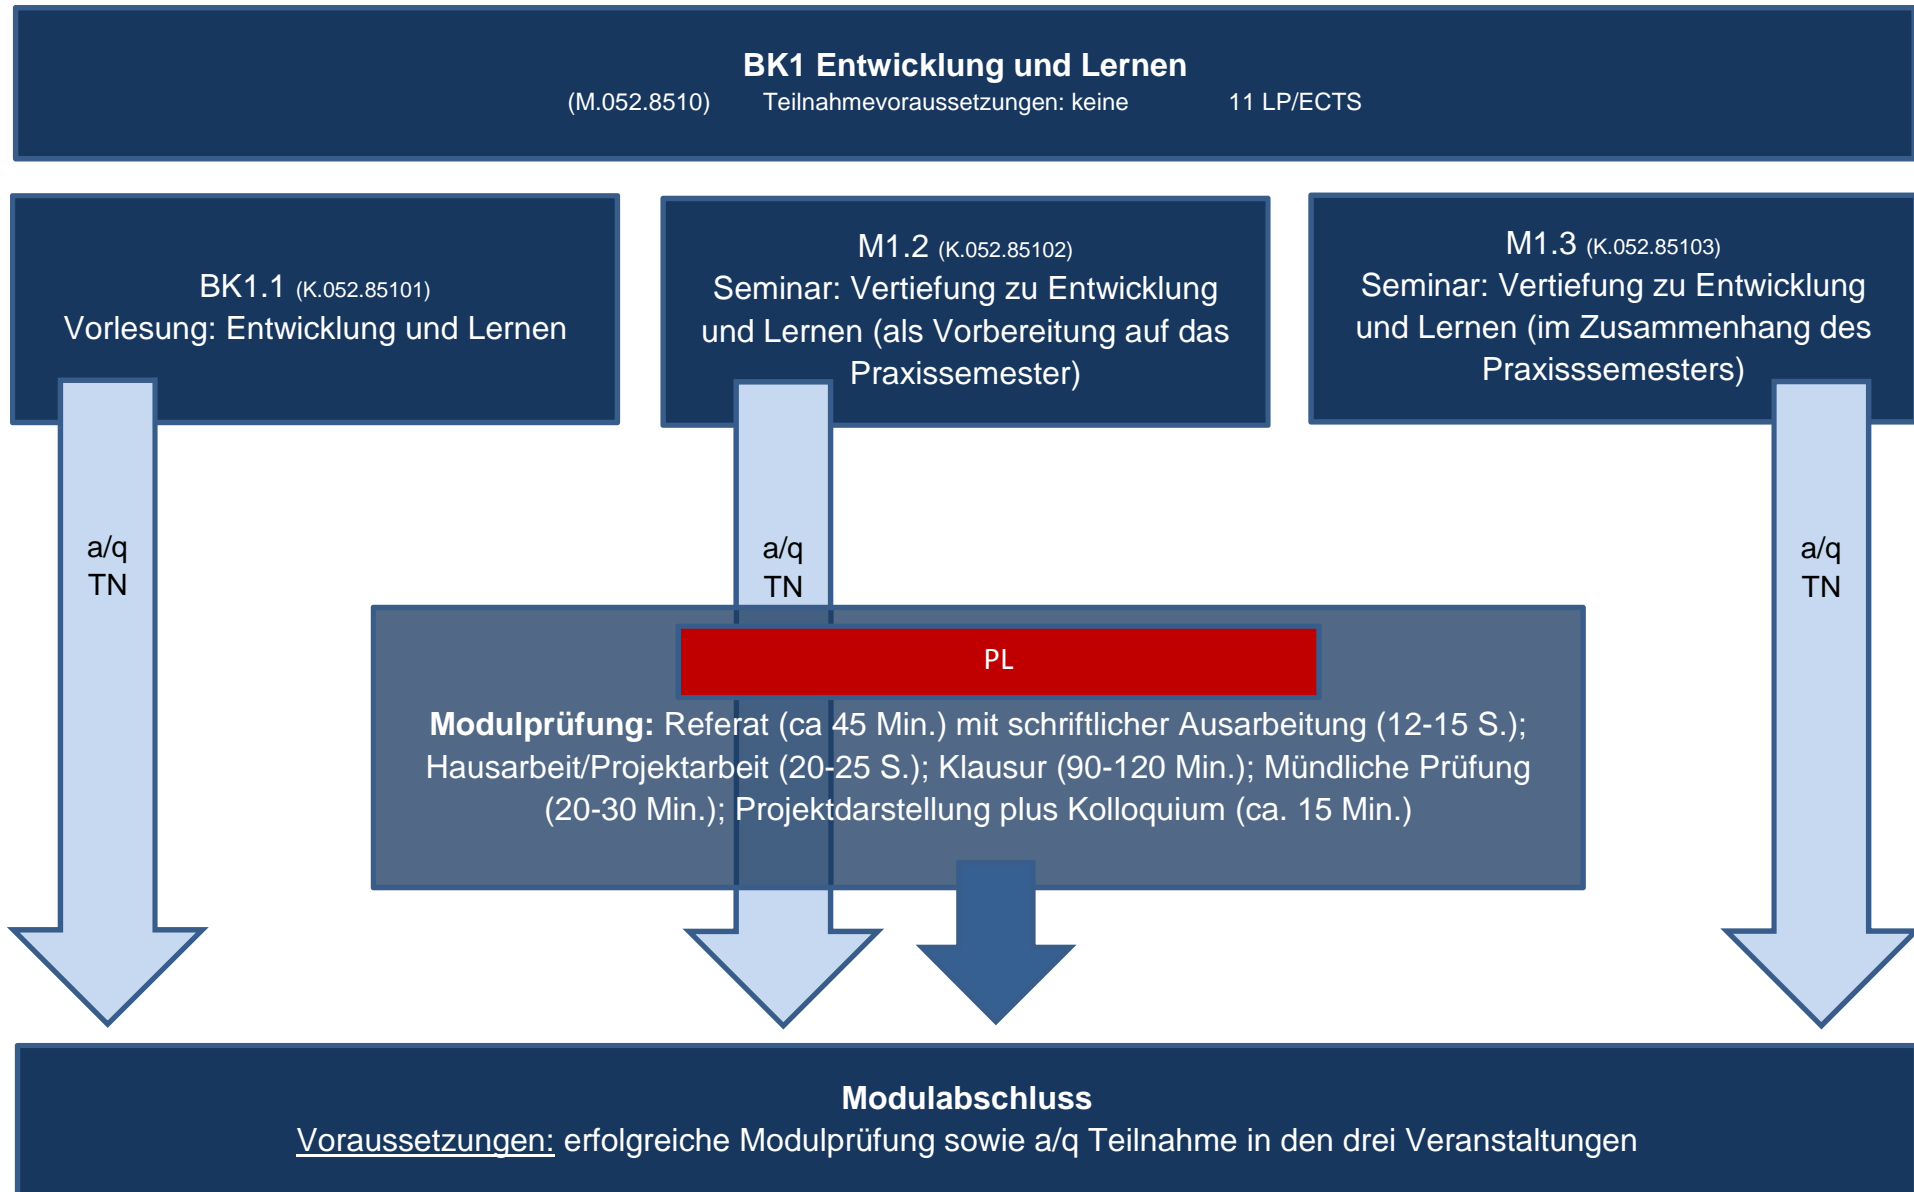 BK1 Entwicklung und Lernen
(M.052.8510) Teilnahmevoraussetzungen: keine 11 LP/ECTS
BK1.1 (K.052.85101)
Vorlesung: Entwicklung und Lernen
M1.2 (K.052.85102)
Seminar: Vertiefung zu Entwicklung
und Lernen (als Vorbereitung auf das
Praxissemester)
M1.3 (K.052.85103)
Seminar: Vertiefung zu Entwicklung
und Lernen (im Zusammenhang des
Praxisssemesters)
a/q
TN
a/q
TN
a/q
TN
PL
Modulprüfung: Referat (ca 45 Min.) mit schriftlicher Ausarbeitung (12-15 S.);
Hausarbeit/Projektarbeit (20-25 S.); Klausur (90-120 Min.); Mündliche Prüfung
(20-30 Min.); Projektdarstellung plus Kolloquium (ca. 15 Min.)
Modulabschluss
Voraussetzungen: erfolgreiche Modulprüfung sowie a/q Teilnahme in den drei Veranstaltungen